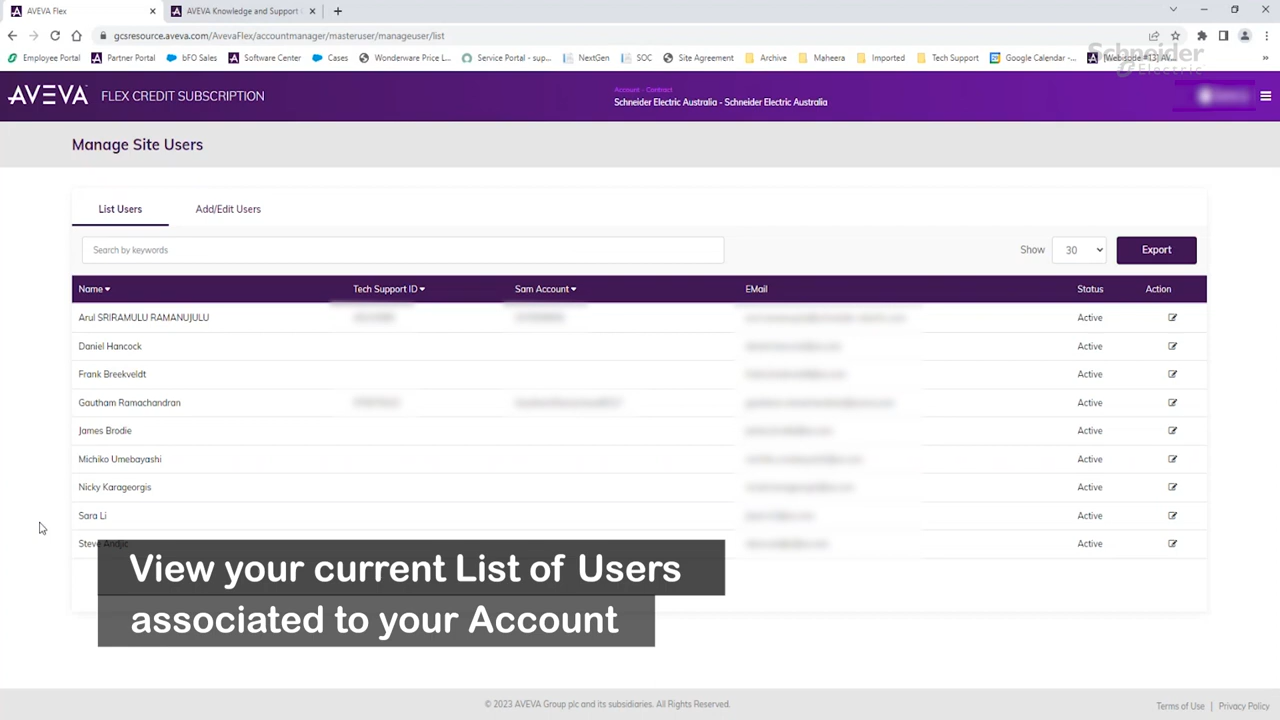 AVEVA Flex
AVEVA Knowledge and Support
gcsresource.aveva.com/AvevaFlex/accountmanager/masteruser/manageuser/list
Employee Portal Partner Portal bFO Sales Software Center Cases Wonderware Price L... Service Portal - sup... NextGen SOC Site Agreement Archive Maheera Imported Tech Support Google Calendar -... [Webisode #13] AV...
Schneider Electric
AVEVA FLEX CREDIT SUBSCRIPTION
Account - Contract
Schneider Electric Australia - Schneider Electric Australia
Manage Site Users
List Users Add/Edit Users
Search by keywords Show 30 Export
Name Tech Support ID Sam Account EMail Status Action
Arul SRIRAMULU RAMANUJULU Active
Daniel Hancock Active
Frank Breekveldt Active
Gautham Ramachandran Active
James Brodie Active
Michiko Umebayashi Active
Nicky Karageorgis Active
Sara Li Active
Steve Andjic Active
View your current List of Users
associated to your Account
© 2023 AVEVA Group plc and its subsidiaries. All Rights Reserved.
Terms of Use | Privacy Policy